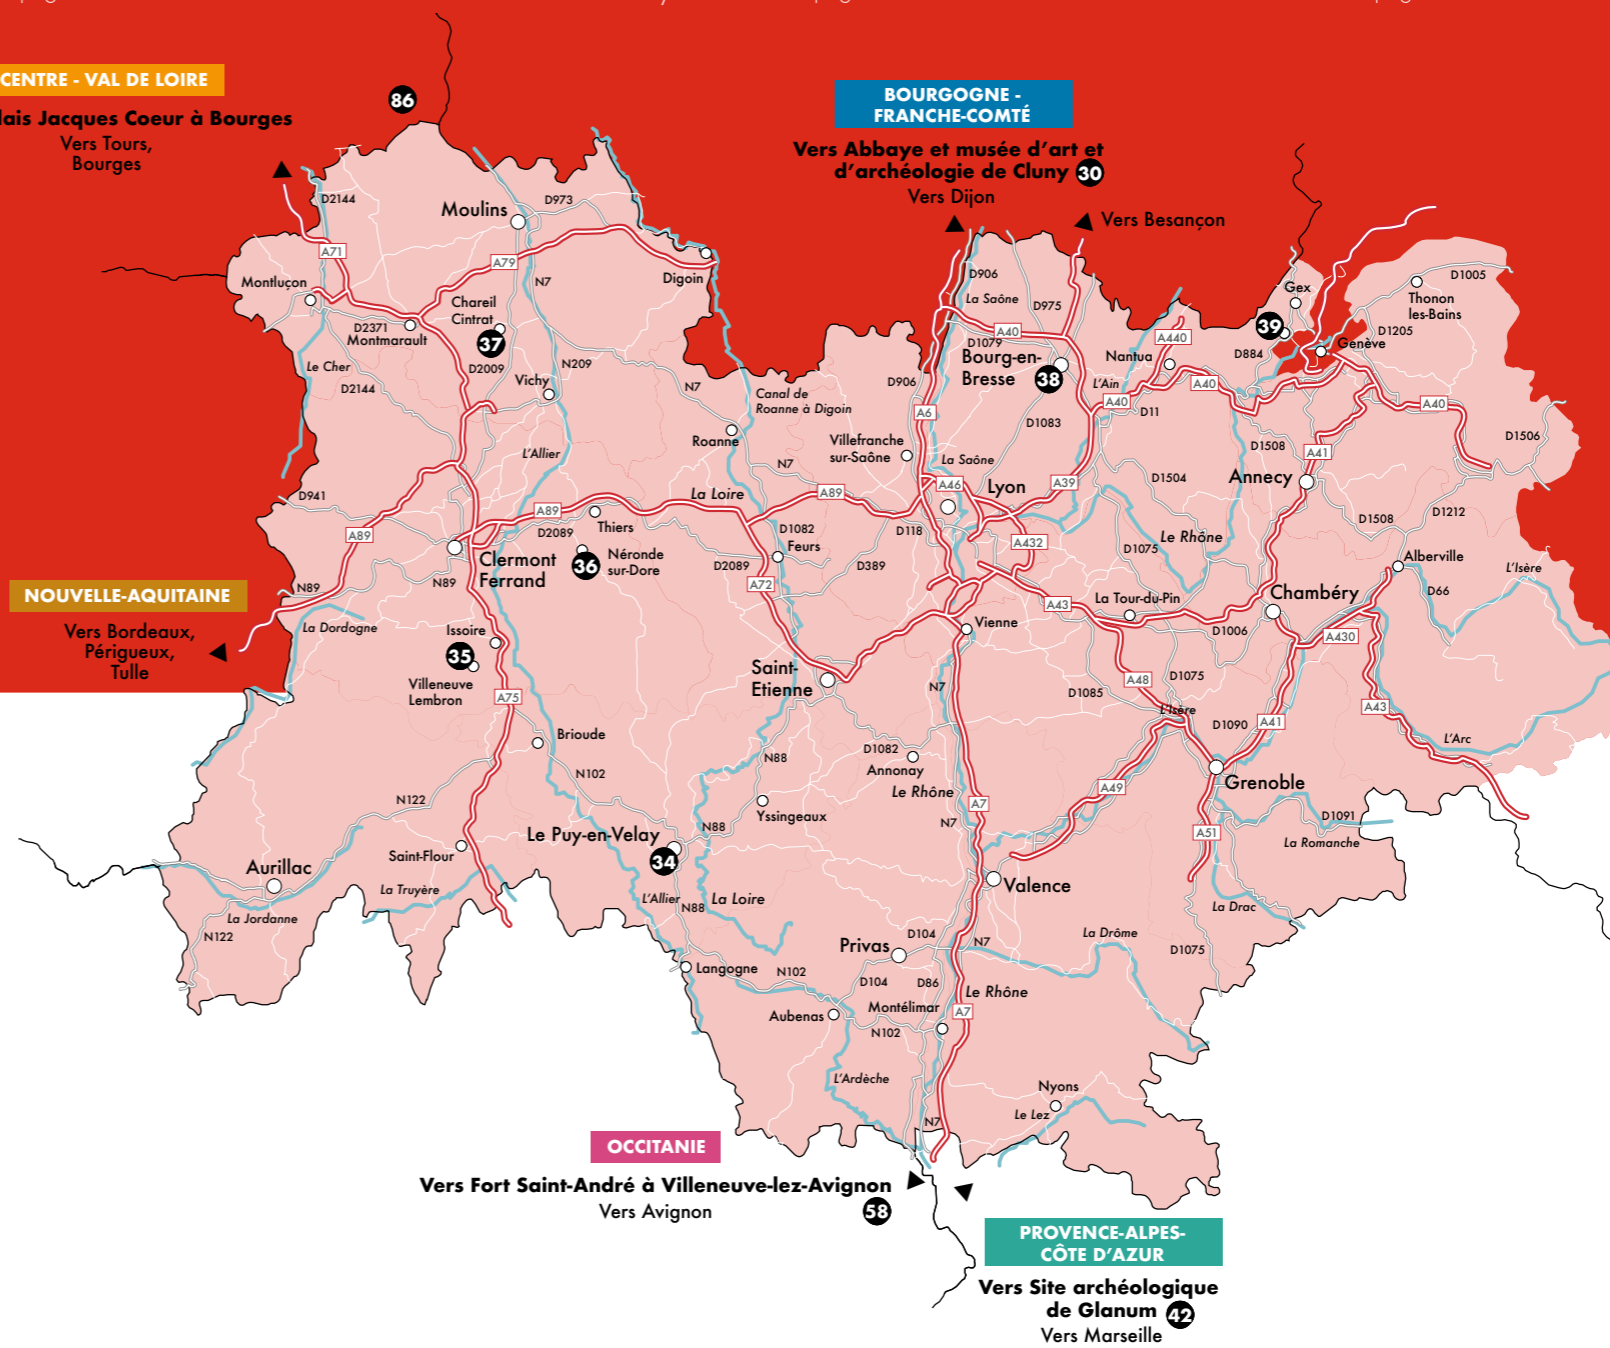 CENTRE - VAL DE LOIRE
86
Jacques Coeur à Bourges
Vers Tours,
Bourges
BOURGOGNE -
FRANCHE-COMTÉ
Vers Abbaye et musée d'art et
d'archéologie de Cluny 30
Vers Dijon
Vers Besançon
D2144
Moulins
D973
A71
A79
Digoin
N7
Montluçon
Chareil
Cintrat
37
D2371
Montmarault
D2009
Le Cher
D2144
Vichy
N209
N7
Canal de
Roanne à Digoin
Roanne
L'Allier
N7
D906
La Saône
D975
A40
D1079
Bourg-en-
Bresse
38
D906
A6
Villefranche
sur-Saône
La Saône
D1083
Nantua
A440
L'Ain
A40
D11
A40
Gex
39
D884
Genève
D1005
Thonon
les-Bains
D1205
A40
D1506
D1508
A41
Annecy
D1504
D1508
D1212
D941
A89
A89
D2089
Thiers
La Loire
A89
A46
Lyon
A39
Clermont
Ferrand
N89
N89
36
Néronde
sur-Dore
D1082
Feurs
D2089
A72
D389
D118
A432
D1075
Le Rhône
Alberville
L'Isère
D66
NOUVELLE-AQUITAINE
Vers Bordeaux,
Périgueux,
Tulle
La Dordogne
Issoire
35
Villeneuve
Lembron
A75
Saint-
Etienne
Vienne
A43
La Tour-du-Pin
Chambéry
D1006
A430
N7
D1085
A48
D1075
L'Isère
D1090
A41
A43
L'Arc
Brioude
N102
N88
D1082
Annonay
Le Rhône
Grenoble
N122
Yssingeaux
A7
A49
D1091
Le Puy-en-Velay
34
N88
N7
A51
La Romanche
Saint-Flour
Aurillac
La Truyère
La Jordanne
N122
L'Allier
N88
La Loire
Valence
La Drac
Privas
D104
N7
La Drôme
D1075
Langogne
N102
D104
D86
Le Rhône
Aubenas
Montélimar
A7
N102
L'Ardèche
Nyons
Le Lez
N7
OCCITANIE
Vers Fort Saint-André à Villeneuve-lez-Avignon
Vers Avignon
58
PROVENCE-ALPES-
CÔTE D'AZUR
Vers Site archéologique
de Glanum 42
Vers Marseille